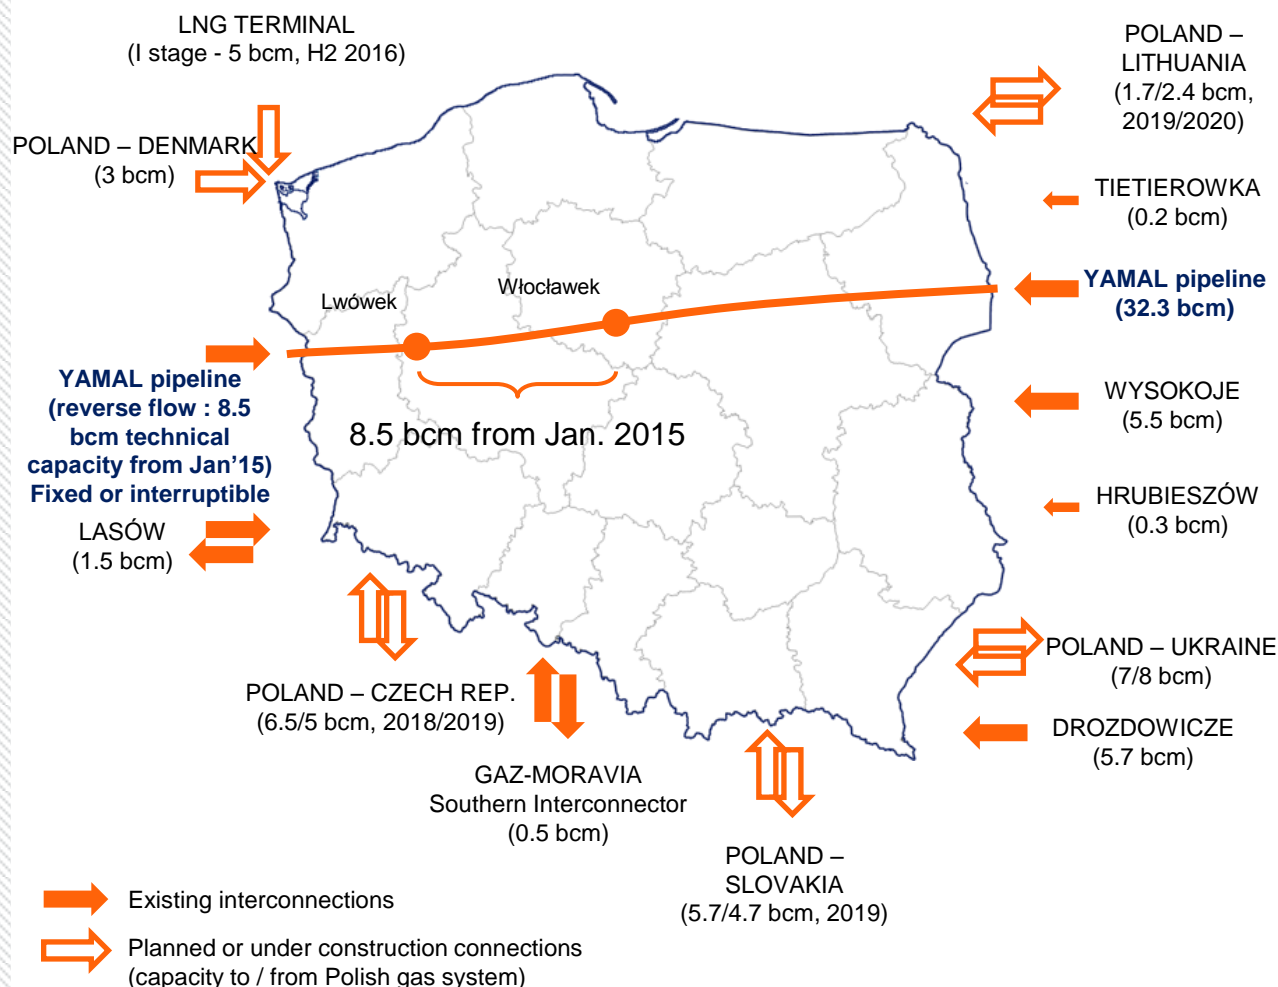 LNG TERMINAL
(I stage - 5 bcm, H2 2016)
POLAND – DENMARK
(3 bcm)
POLAND –
LITHUANIA
(1.7/2.4 bcm,
2019/2020)
TIETIEROWKA
(0.2 bcm)
YAMAL pipeline
(32.3 bcm)
Lwówek
Włocławek
8.5 bcm from Jan. 2015
YAMAL pipeline
(reverse flow : 8.5
bcm technical
capacity from Jan'15)
Fixed or interruptible
WYSOKOJE
(5.5 bcm)
HRUBIESZÓW
(0.3 bcm)
LASÓW
(1.5 bcm)
POLAND – UKRAINE
(7/8 bcm)
DROZDOWICZE
(5.7 bcm)
POLAND – CZECH REP.
(6.5/5 bcm, 2018/2019)
GAZ-MORAVIA
Southern Interconnector
(0.5 bcm)
POLAND –
SLOVAKIA
(5.7/4.7 bcm, 2019)
Existing interconnections
Planned or under construction connections
(capacity to / from Polish gas system)